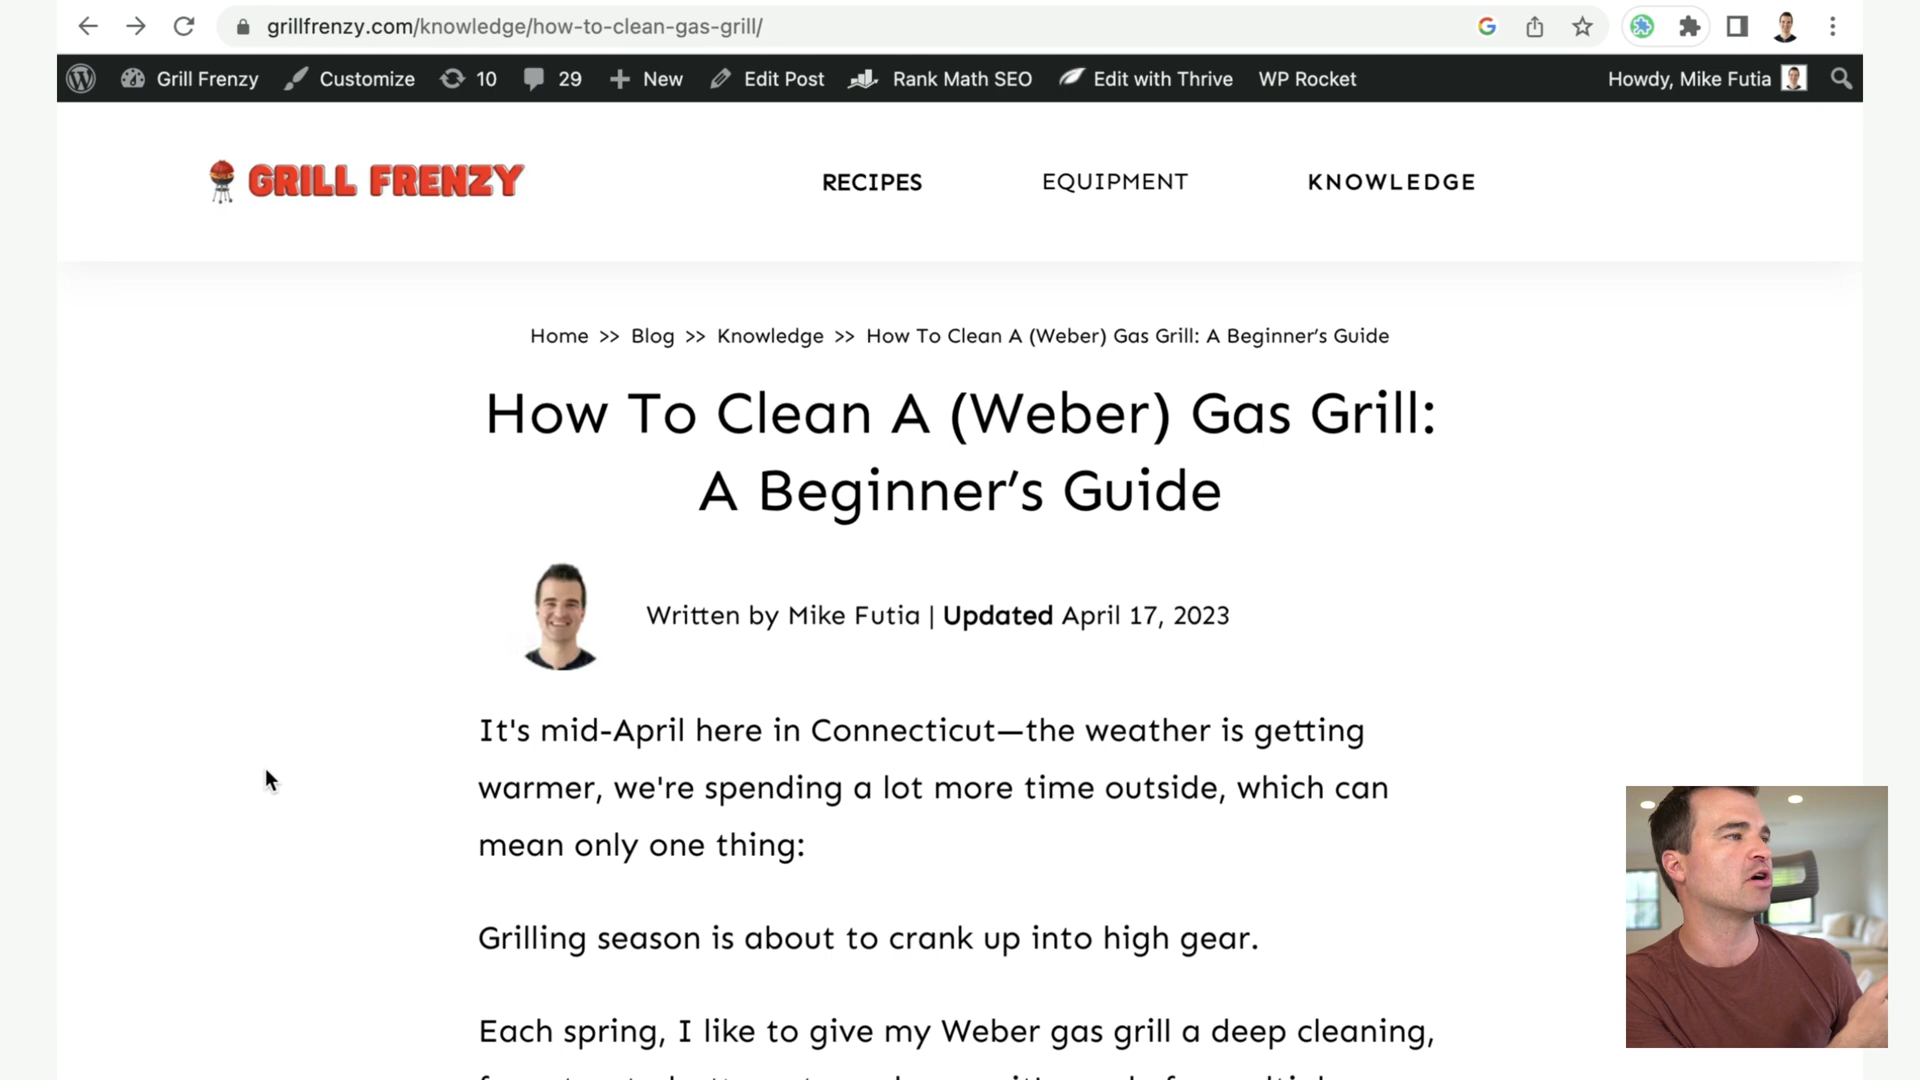 grillfrenzy.com/knowledge/how-to-clean-gas-grill/
Grill Frenzy Customize 10 29 New Edit Post Rank Math SEO Edit with Thrive WP Rocket Howdy, Mike Futia
GRILL FRENZY RECIPES EQUIPMENT KNOWLEDGE
Home >> Blog >> Knowledge >> How To Clean A (Weber) Gas Grill: A Beginner’s Guide
How To Clean A (Weber) Gas Grill:
A Beginner’s Guide
Written by Mike Futia | Updated April 17, 2023
It's mid-April here in Connecticut—the weather is getting
warmer, we're spending a lot more time outside, which can
mean only one thing:
Grilling season is about to crank up into high gear.
Each spring, I like to give my Weber gas grill a deep cleaning,